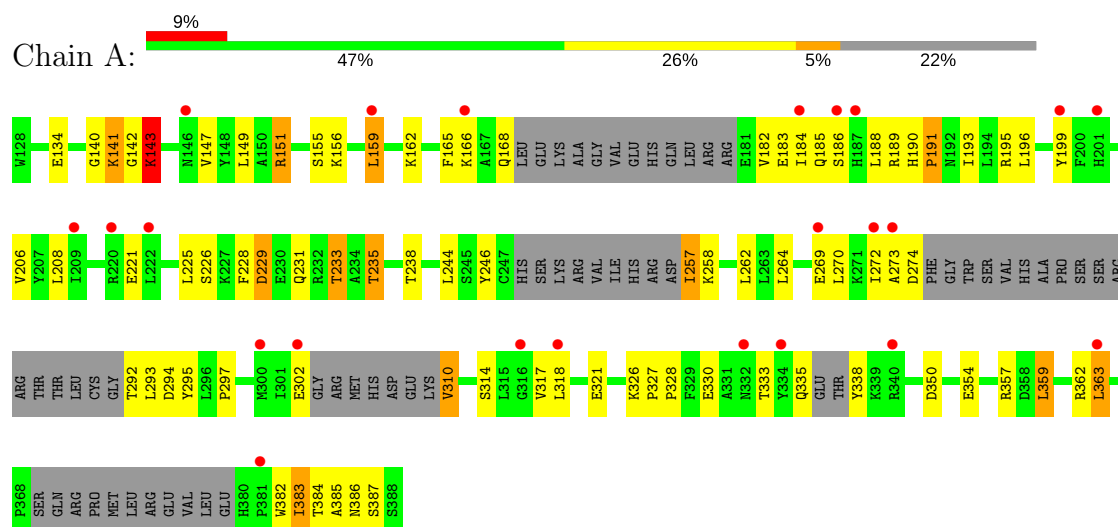 9%
Chain A:
47% 26% 5% 22%
W128 E134 G140 K141 G142 K143 N146 V147 Y148 L149 A150 R151 S155 K156 L159 K162 F165 K166 A167 Q168 LEU GLU LYS ALA GLY VAL GLU HIS GLN LEU ARG ARG E181 V182 E183 I184 Q185 S186 H187 L188 R189 H190 P191 N192 I193 L194 R195 L196 Y199 F200 H201
V206 Y207 L208 I209 R220 E221 L222 L225 S226 K227 F228 D229 E230 Q231 R232 T233 A234 T235 T238 L244 S245 Y246 C247 HIS SER LYS ARG VAL ILE HIS ARG ASP I257 K258 L262 L263 L264 E269 L270 K271 I272 A273 D274 PHE GLY TRP SER VAL HIS ALA PRO SER SER ARG
ARG THR THR LEU CYS GLY T292 L293 D294 Y295 L296 P297 M300 I301 E302 GLY ARG MET HIS ASP GLU LYS V310 S314 L315 G316 V317 L318 E321 K326 P327 P328 F329 E330 A331 N332 T333 Y334 Q335 GLU THR Y338 K339 R340 D350 E354 R357 D358 L359 R362 L363
P368 SER GLN ARG PRO MET LEU ARG GLU VAL LEU GLU H380 P381 W382 I383 T384 A385 N386 S387 S388